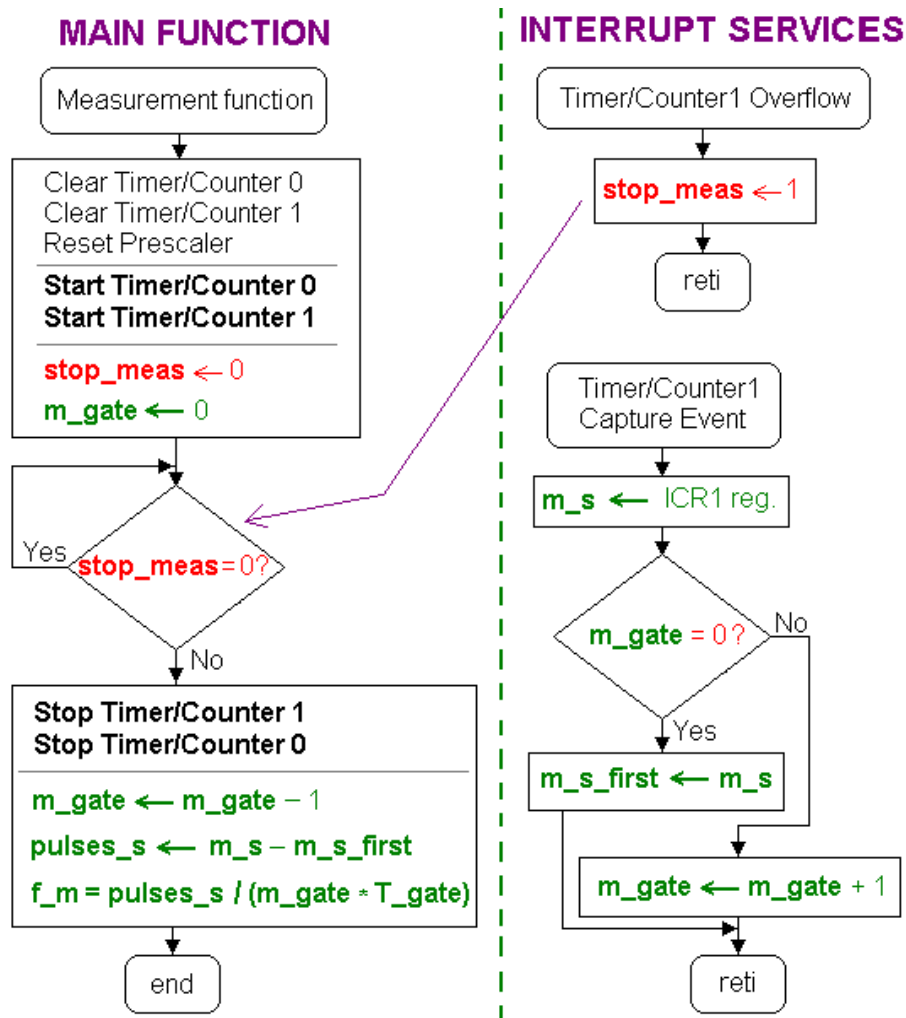 MAIN FUNCTION
Measurement function
Clear Timer/Counter 0
Clear Timer/Counter 1
Reset Prescaler
Start Timer/Counter 0
Start Timer/Counter 1
stop_meas ← 0
m_gate ← 0
Yes
stop_meas = 0?
No
Stop Timer/Counter 1
Stop Timer/Counter 0
m_gate ← m_gate – 1
pulses_s ← m_s – m_s_first
f_m = pulses_s / (m_gate * T_gate)
end
INTERRUPT SERVICES
Timer/Counter1 Overflow
stop_meas ← 1
reti
Timer/Counter1
Capture Event
m_s ← ICR1 reg.
m_gate = 0?
No
Yes
m_s_first ← m_s
m_gate ← m_gate + 1
reti